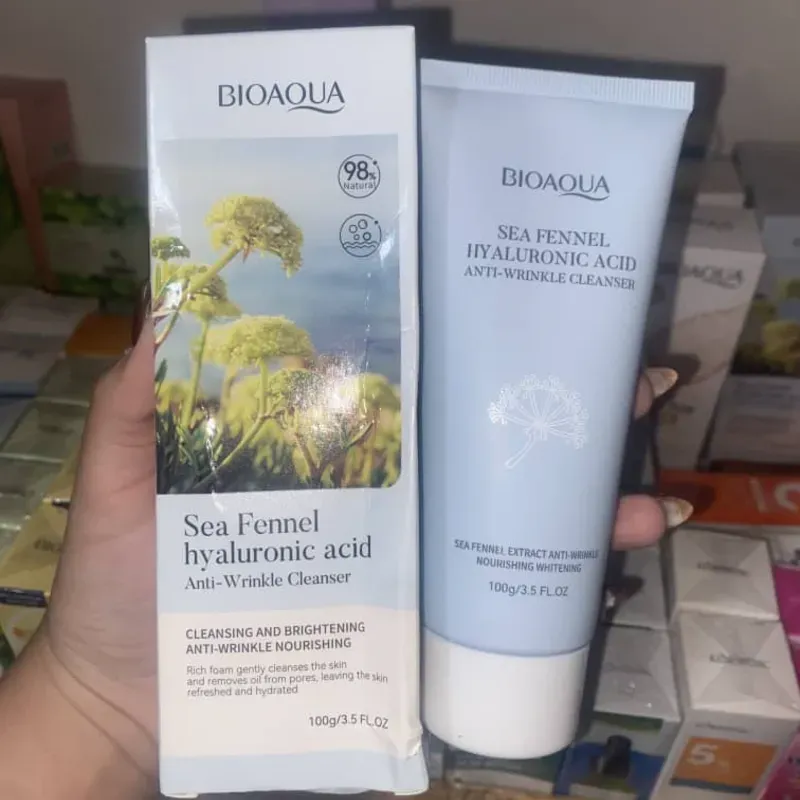 BIOAQUA
98%
Natural
Sea Fennel
hyaluronic acid
Anti-Wrinkle Cleanser
CLEANSING AND BRIGHTENING
ANTI-WRINKLE NOURISHING
Rich foam gently cleanses the skin
and removes oil from pores, leaving the skin
refreshed and hydrated
100g/3.5 FL.OZ
BIOAQUA
SEA FENNEL
HYALURONIC ACID
ANTI-WRINKLE CLEANSER
SEA FENNEL EXTRACT ANTI-WRINKLE
NOURISHING WHITENING
100g/3.5 FL.OZ
5%